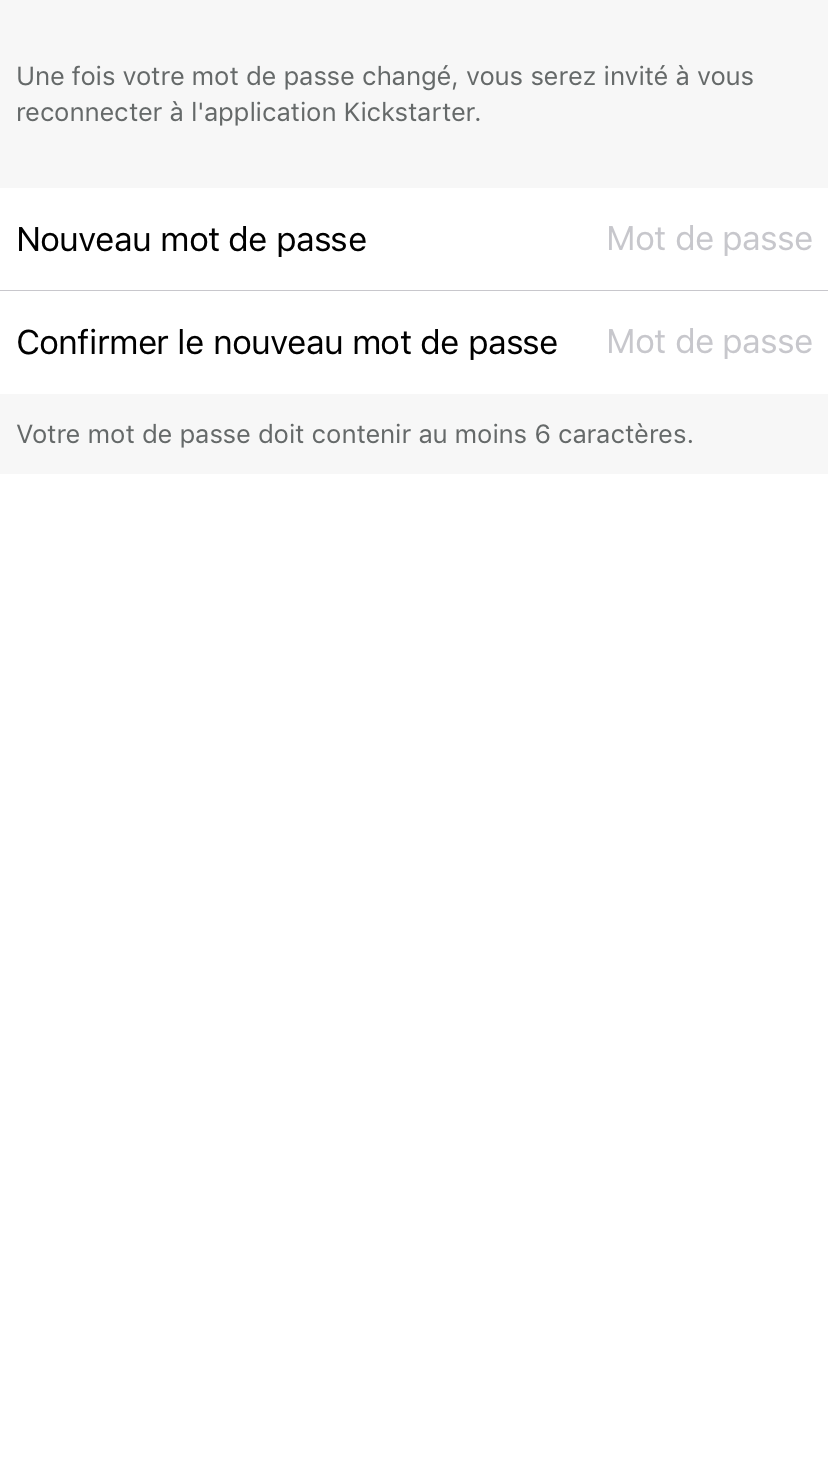 Une fois votre mot de passe changé, vous serez invité à vous
reconnecter à l'application Kickstarter.
Nouveau mot de passe Mot de passe
Confirmer le nouveau mot de passe Mot de passe
Votre mot de passe doit contenir au moins 6 caractères.